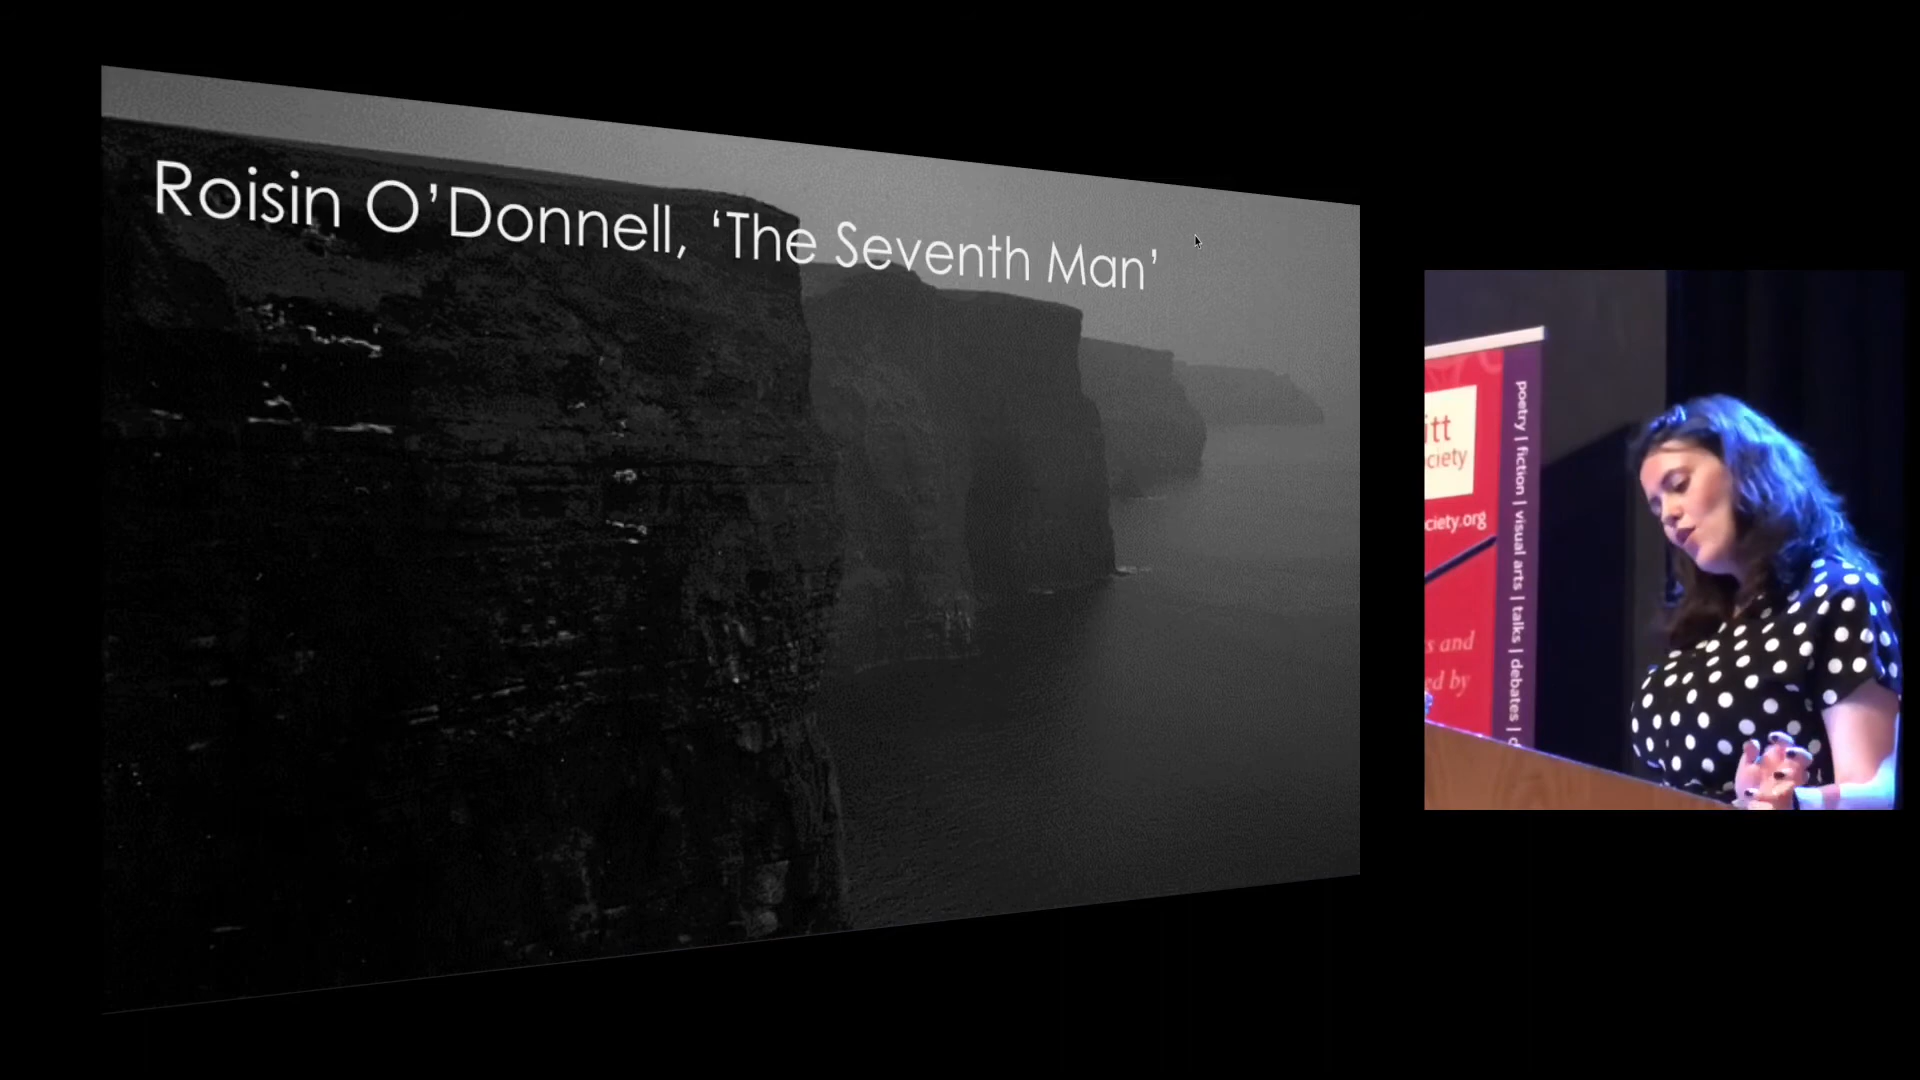 Roisin O’Donnell, ‘The Seventh Man’
itt
ciety
ciety.org
s and
ed by
poetry | fiction | visual arts | talks | debates | d